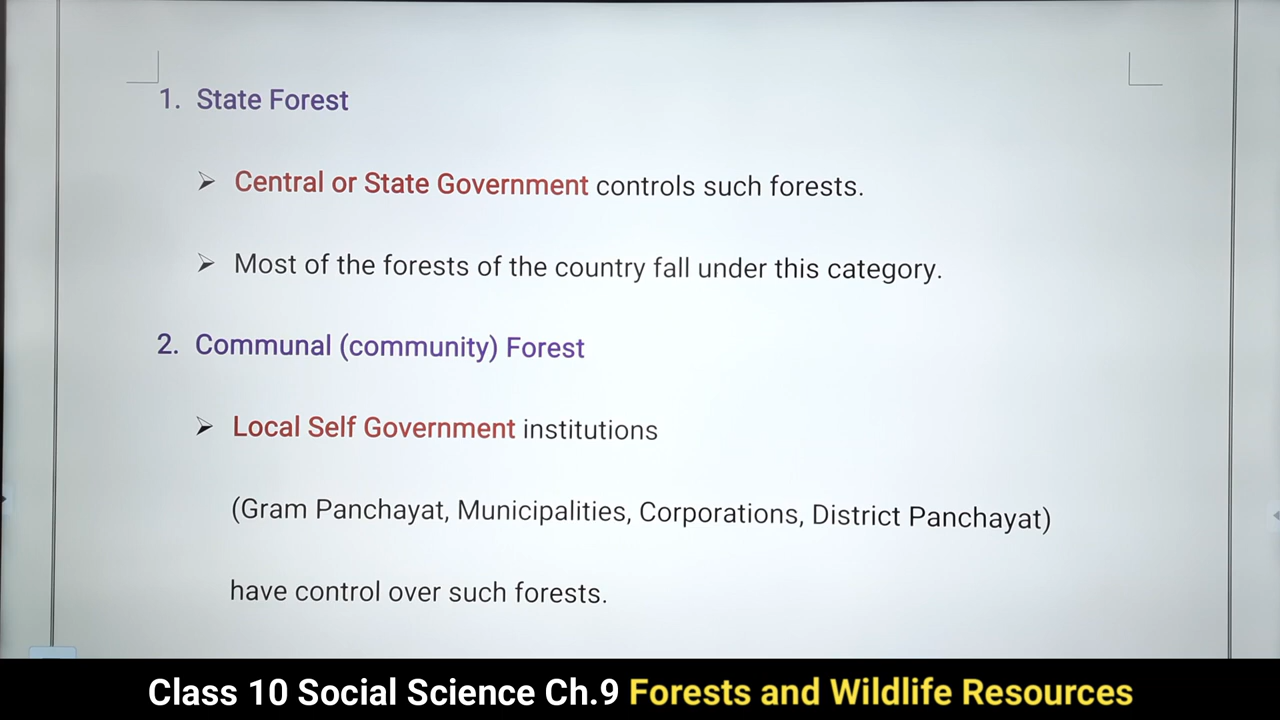 1. State Forest
➢ Central or State Government controls such forests.
➢ Most of the forests of the country fall under this category.
2. Communal (community) Forest
➢ Local Self Government institutions
(Gram Panchayat, Municipalities, Corporations, District Panchayat)
have control over such forests.
Class 10 Social Science Ch.9 Forests and Wildlife Resources